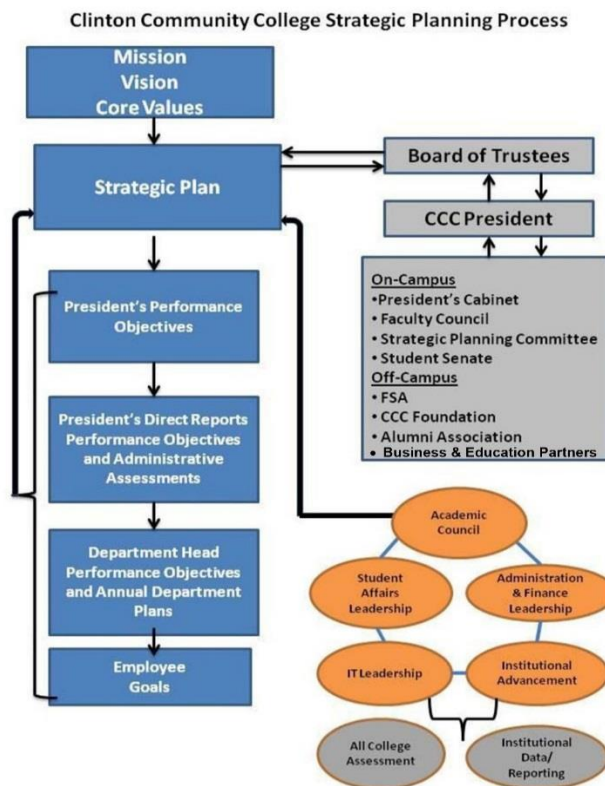 Clinton Community College Strategic Planning Process
Mission
Vision
Core Values
Strategic Plan
Board of Trustees
CCC President
On-Campus
•President's Cabinet
•Faculty Council
•Strategic Planning Committee
•Student Senate
Off-Campus
•FSA
•CCC Foundation
•Alumni Association
• Business & Education Partners
President's Performance
Objectives
President's Direct Reports
Performance Objectives
and Administrative
Assessments
Department Head
Performance Objectives
and Annual Department
Plans
Employee
Goals
Academic
Council
Student
Affairs
Leadership
Administration
& Finance
Leadership
IT Leadership
Institutional
Advancement
All College
Assessment
Institutional
Data/
Reporting